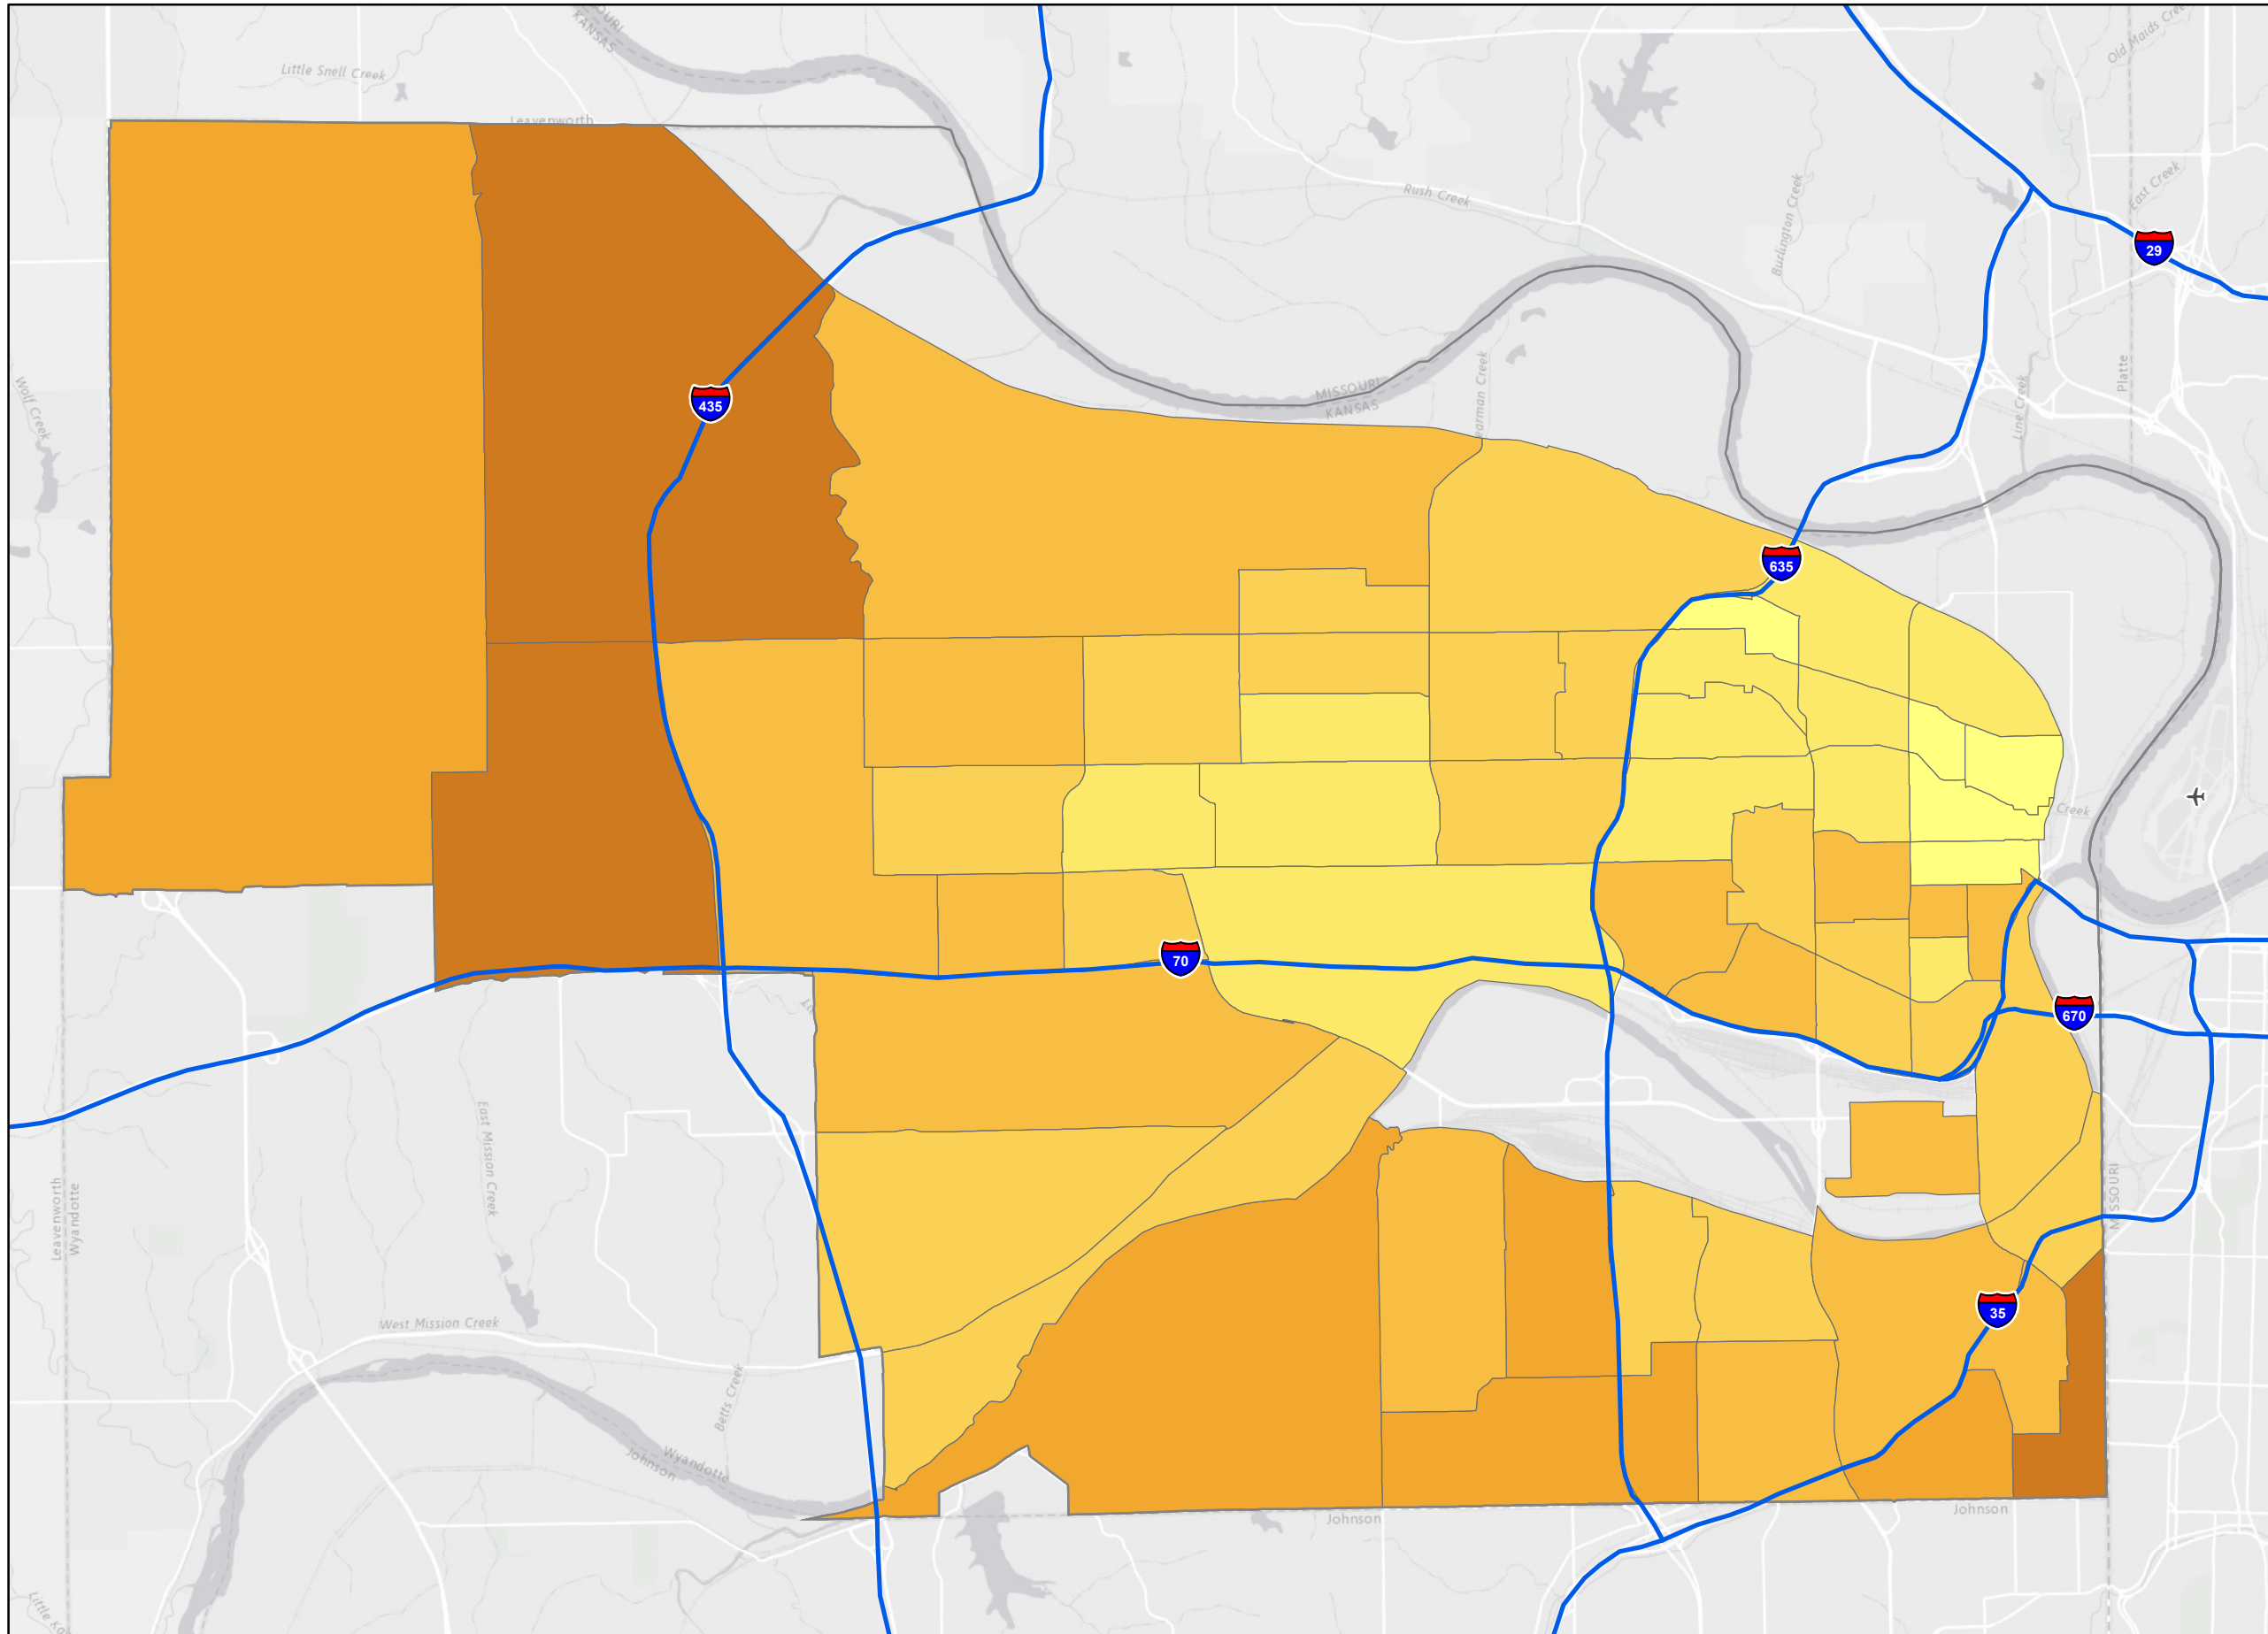 MISSOURI
KANSAS
Little Snell Creek
Old Maids Creek
Leavenworth
Rush Creek
Burlington Creek
East Creek
29
Platte
Line Creek
MISSOURI
KANSAS
Wolf Creek
435
635
Creek
70
670
East Mission Creek
Leavenworth
Wyandotte
MISSOURI
35
West Mission Creek
Betts Creek
Wyandotte
Johnson
Johnson
Johnson